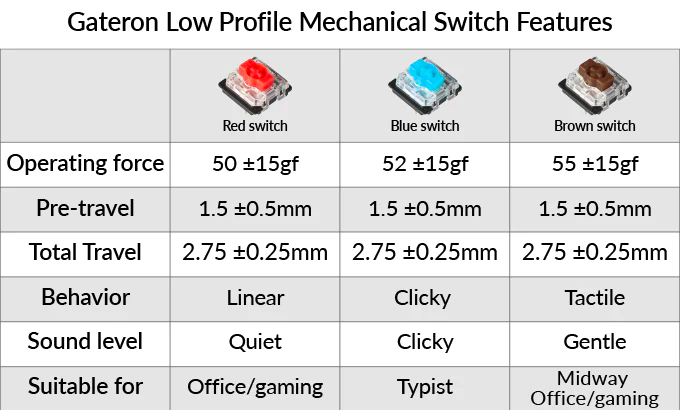 Gateron Low Profile Mechanical Switch Features
Red switch Blue switch Brown switch
Operating force 50 ±15gf 52 ±15gf 55 ±15gf
Pre-travel 1.5 ±0.5mm 1.5 ±0.5mm 1.5 ±0.5mm
Total Travel 2.75 ±0.25mm 2.75 ±0.25mm 2.75 ±0.25mm
Behavior Linear Clicky Tactile
Sound level Quiet Clicky Gentle
Suitable for Office/gaming Typist Midway
Office/gaming